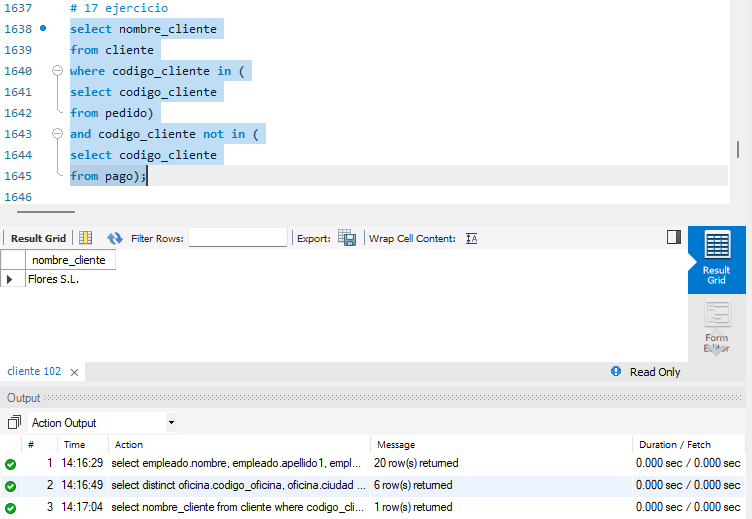 1637 # 17 ejercicio
1638 select nombre_cliente
1639 from cliente
1640 where codigo_cliente in (
1641 select codigo_cliente
1642 from pedido)
1643 and codigo_cliente not in (
1644 select codigo_cliente
1645 from pago);
1646
Result Grid Filter Rows: Export: Wrap Cell Content:
nombre_cliente
Flores S.L.
Result Grid
Form Editor
cliente 102 Read Only
Output
Action Output
# Time Action Message Duration / Fetch
1 14:16:29 select empleado.nombre, empleado.apellido1, empl... 20 row(s) returned 0.000 sec / 0.000 sec
2 14:16:49 select distinct oficina.codigo_oficina, oficina.ciudad ... 6 row(s) returned 0.000 sec / 0.000 sec
3 14:17:04 select nombre_cliente from cliente where codigo_cli... 1 row(s) returned 0.000 sec / 0.000 sec